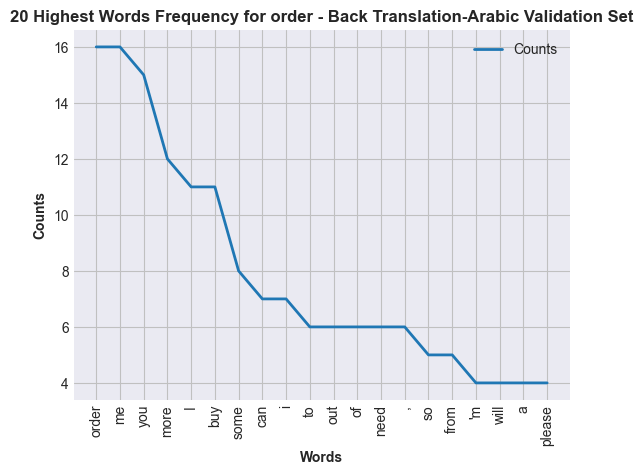 20 Highest Words Frequency for order - Back Translation-Arabic Validation Set
Counts
16
14
12
10
8
6
4
Counts
order
me
you
more
I
buy
some
can
i
to
out
of
need
,
so
from
'm
will
a
please
Words